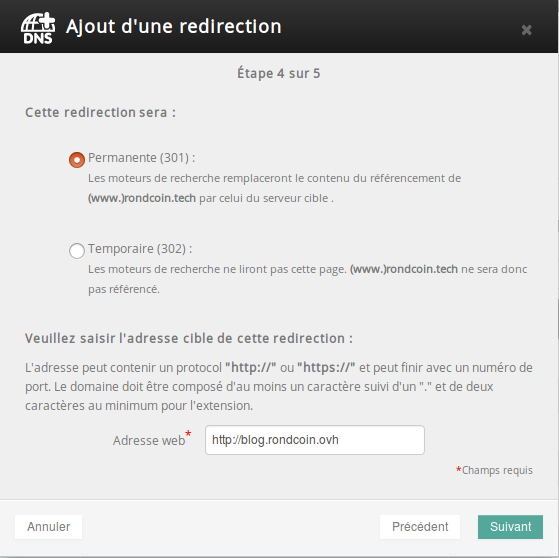 DNS
Ajout d'une redirection
Étape 4 sur 5
Cette redirection sera :
Permanente (301) :
Les moteurs de recherche remplaceront le contenu du référencement de
(www.)rondcoin.tech par celui du serveur cible .
Temporaire (302) :
Les moteurs de recherche ne liront pas cette page. (www.)rondcoin.tech ne sera donc
pas référencé.
Veuillez saisir l'adresse cible de cette redirection :
L'adresse peut contenir un protocol "http://" ou "https://" et peut finir avec un numéro de
port. Le domaine doit être composé d'au moins un caractère suivi d'un "." et de deux
caractères au minimum pour l'extension.
Adresse web* http://blog.rondcoin.ovh
*Champs requis
Annuler Précédent Suivant